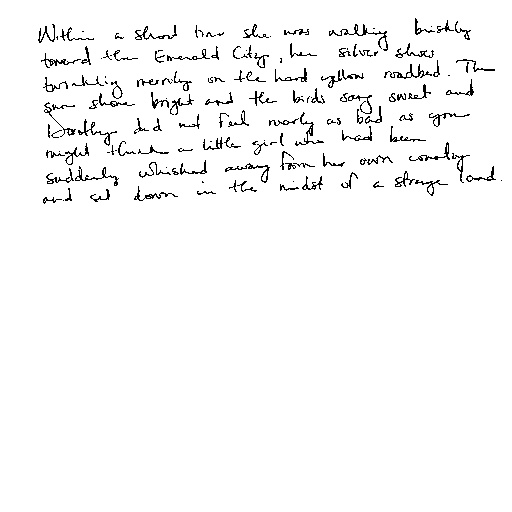 Within a short time she was walking briskly
toward the Emerald City, her silver shoes
twinkling merrily on the hard yellow roadbed. The
sun shone bright and the birds sang sweet and
Dorothy did not feel nearly as bad as you
might think a little girl who had been
suddenly whisked away from her own country
and set down in the midst of a strange land.